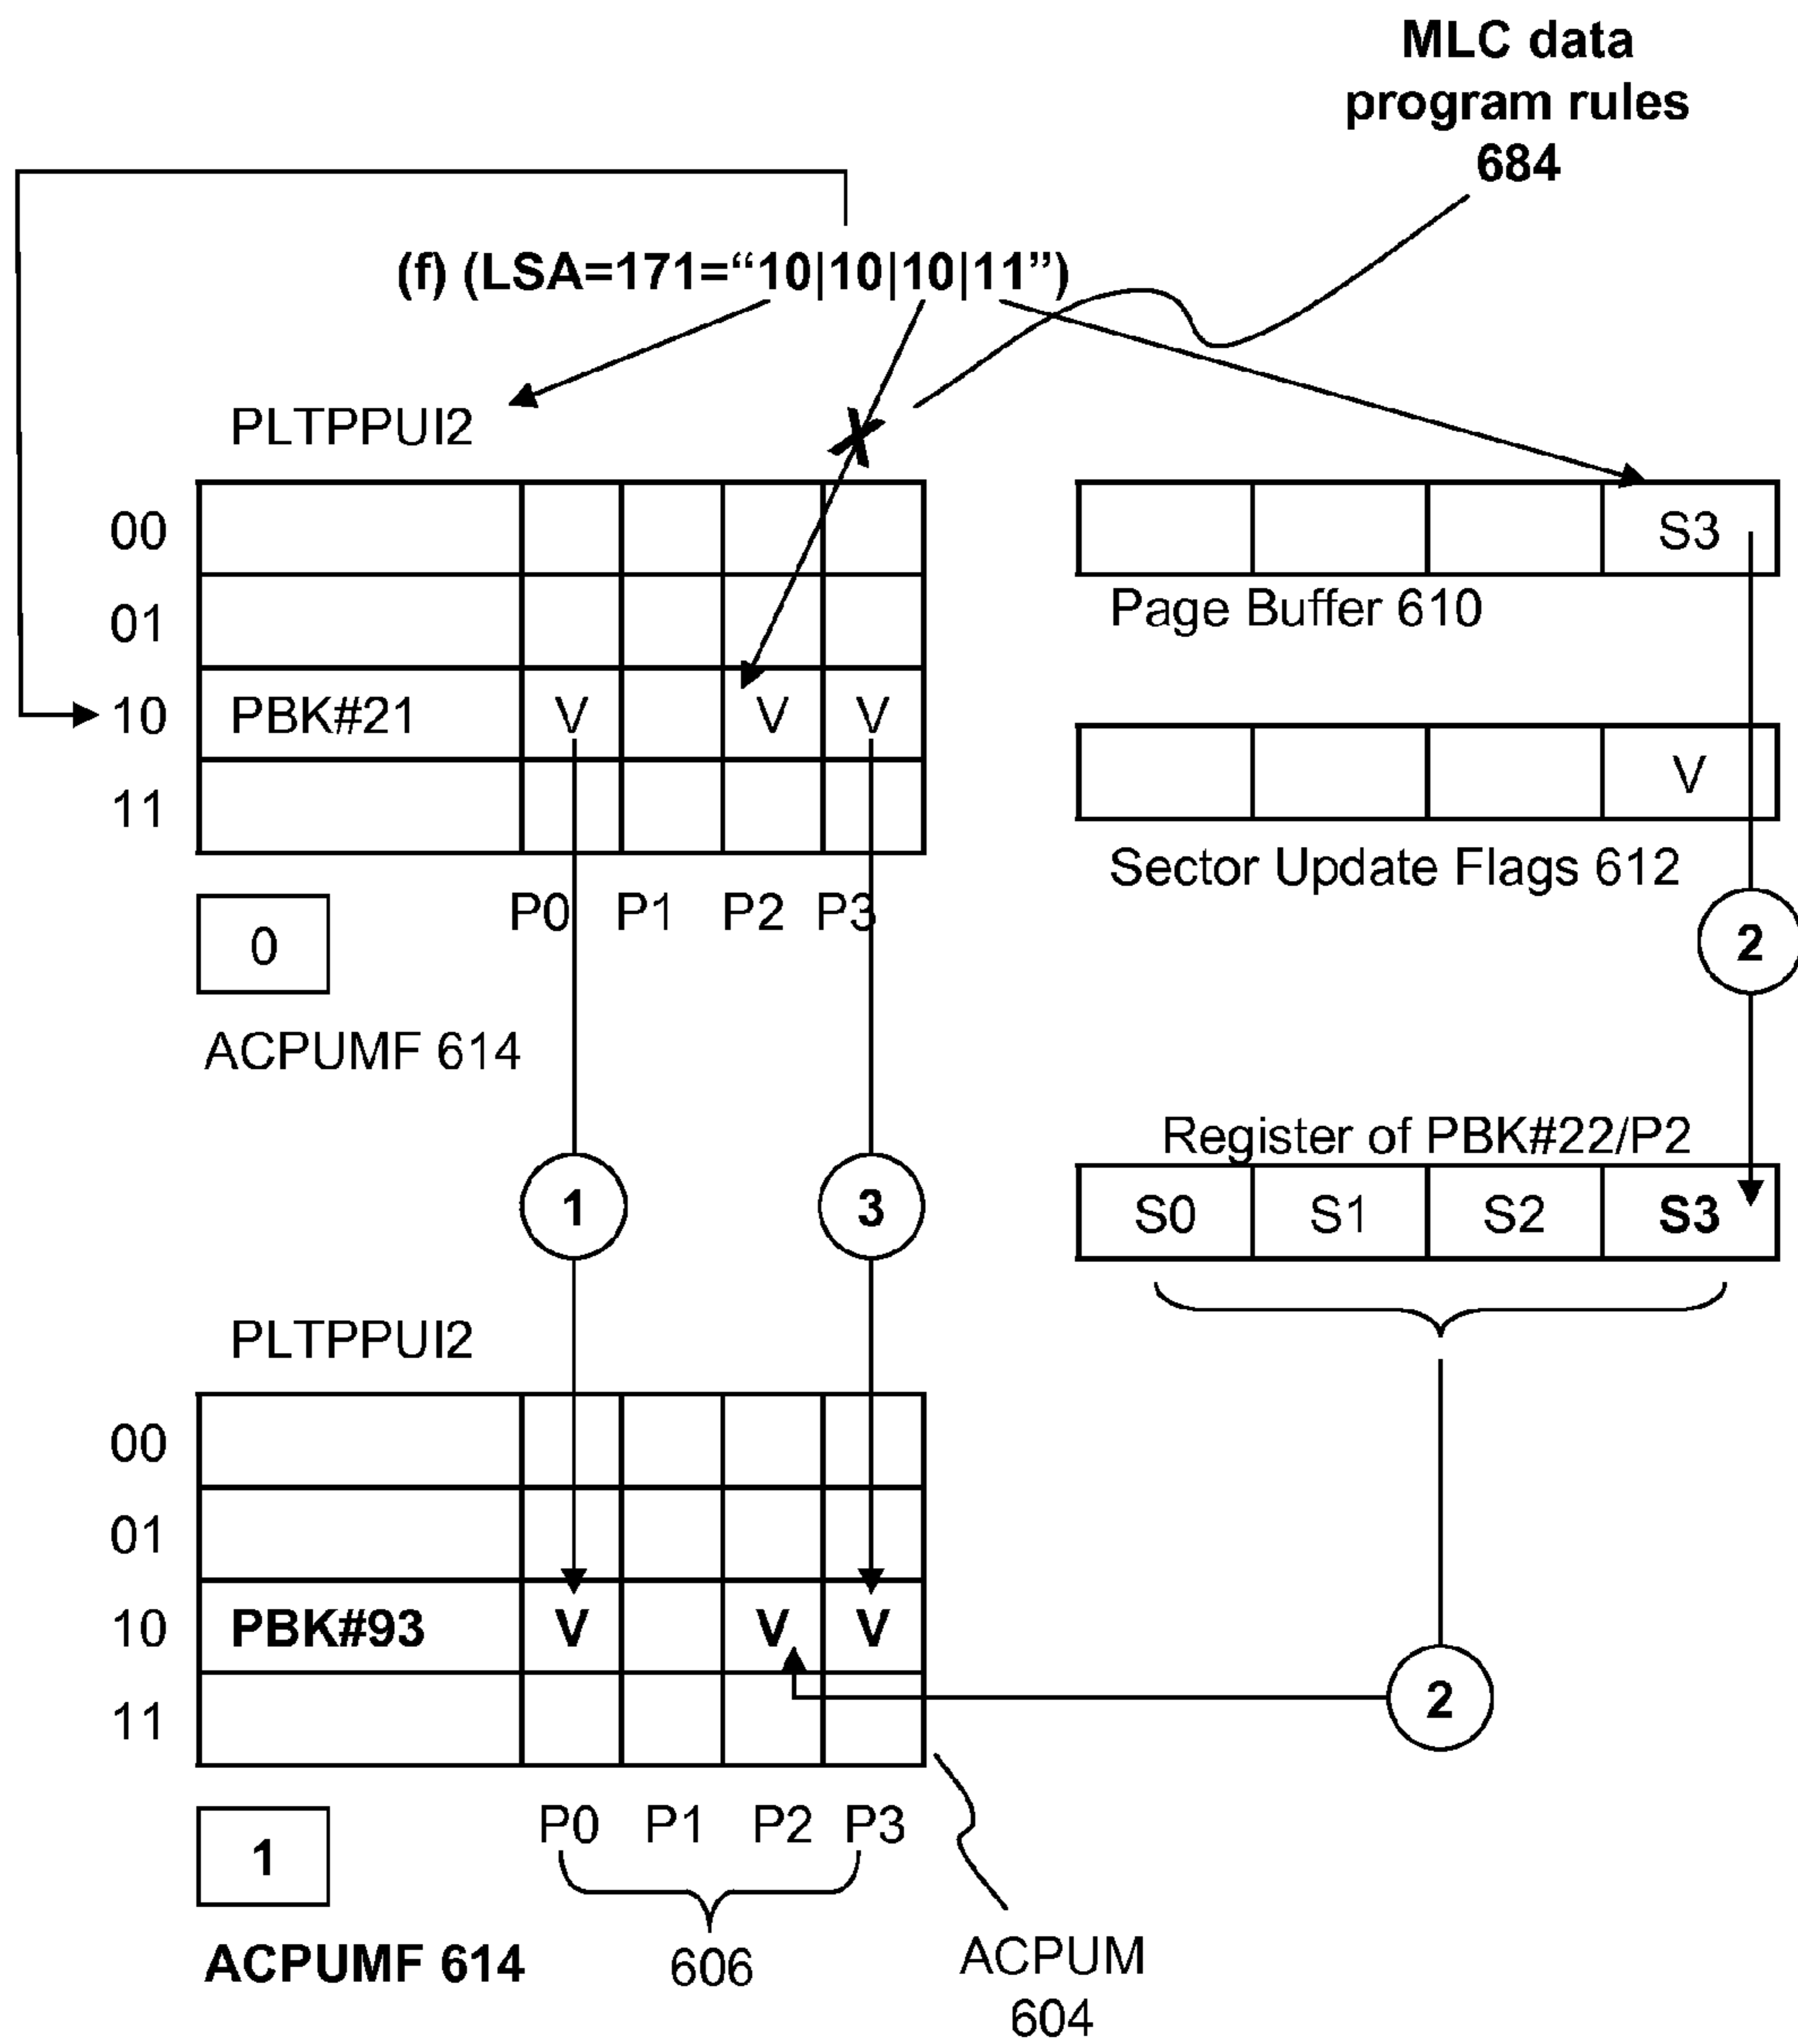 MLC data
program rules
684
(f) (LSA=171=“10|10|10|11”)
PLTPPUI2
00
01
10 PBK#21 V V V
11
P0 P1 P2 P3
0
ACPUMF 614
S3
Page Buffer 610
V
Sector Update Flags 612
2
Register of PBK#22/P2
S0 S1 S2 S3
1 3
PLTPPUI2
00
01
10 PBK#93 V V V
11
2
P0 P1 P2 P3
1
ACPUMF 614
606
ACPUM
604